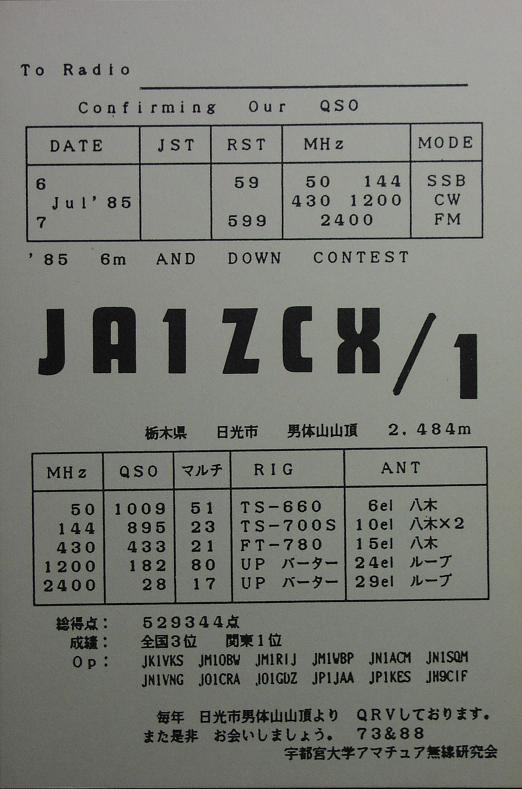 To Radio
Confirming Our QSO
DATE JST RST MHz MODE
6 59 50 144 SSB
Jul'85 430 1200 CW
7 599 2400 FM
'85 6m AND DOWN CONTEST
JA1ZCX/1
栃木県 日光市 男体山山頂 2.484m
MHz QSO マルチ RIG ANT
50 1009 51 TS-660 6el 八木
144 895 23 TS-700S 10el 八木×2
430 433 21 FT-780 15el 八木
1200 182 80 UP バーター 24el ループ
2400 28 17 UP バーター 29el ループ
総得点: 529344点
成績: 全国3位 関東1位
Op: JK1VKS JM1OBW JM1RIJ JM1WBP JN1ACM JN1SQM
JN1VNG JO1CRA JO1GDZ JP1JAA JP1KES JH9CIF
毎年 日光市男体山山頂より QRVしております。
また是非 お会いしましょう。 73&88
宇都宮大学アマチュア無線研究会